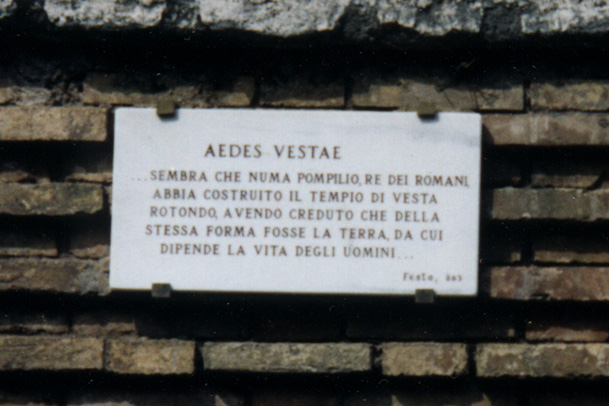 AEDES VESTAE
...SEMBRA CHE NUMA POMPILIO, RE DEI ROMANI,
ABBIA COSTRUITO IL TEMPIO DI VESTA
ROTONDO, AVENDO CREDUTO CHE DELLA
STESSA FORMA FOSSE LA TERRA, DA CUI
DIPENDE LA VITA DEGLI UOMINI...
Festo,